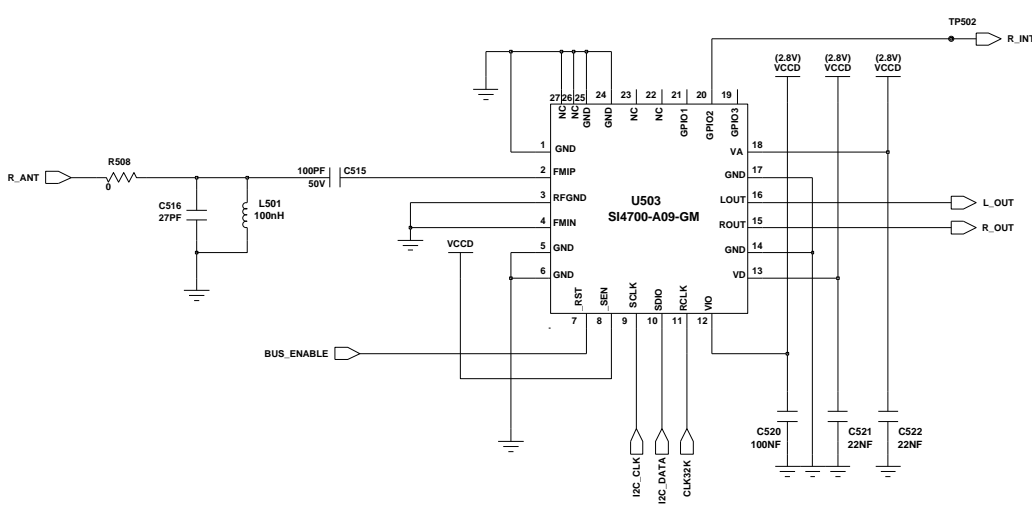 TP502
R_INT
(2.8V)
VCCD
(2.8V)
VCCD
(2.8V)
VCCD
27
26
25
24
23
22
21
20
19
NC
NC
GND
GND
NC
NC
GPIO1
GPIO2
GPIO3
1
GND
VA
18
R508
R_ANT
0
100PF
C515
50V
2
FMIP
GND
17
C516
27PF
L501
100nH
3
RFGND
U503
SI4700-A09-GM
LOUT
16
L_OUT
4
FMIN
ROUT
15
R_OUT
VCCD
5
GND
GND
14
6
GND
VD
13
_RST
_SEN
SCLK
SDIO
RCLK
VIO
7
8
9
10
11
12
BUS_ENABLE
C520
100NF
C521
22NF
C522
22NF
I2C_CLK
I2C_DATA
CLK32K